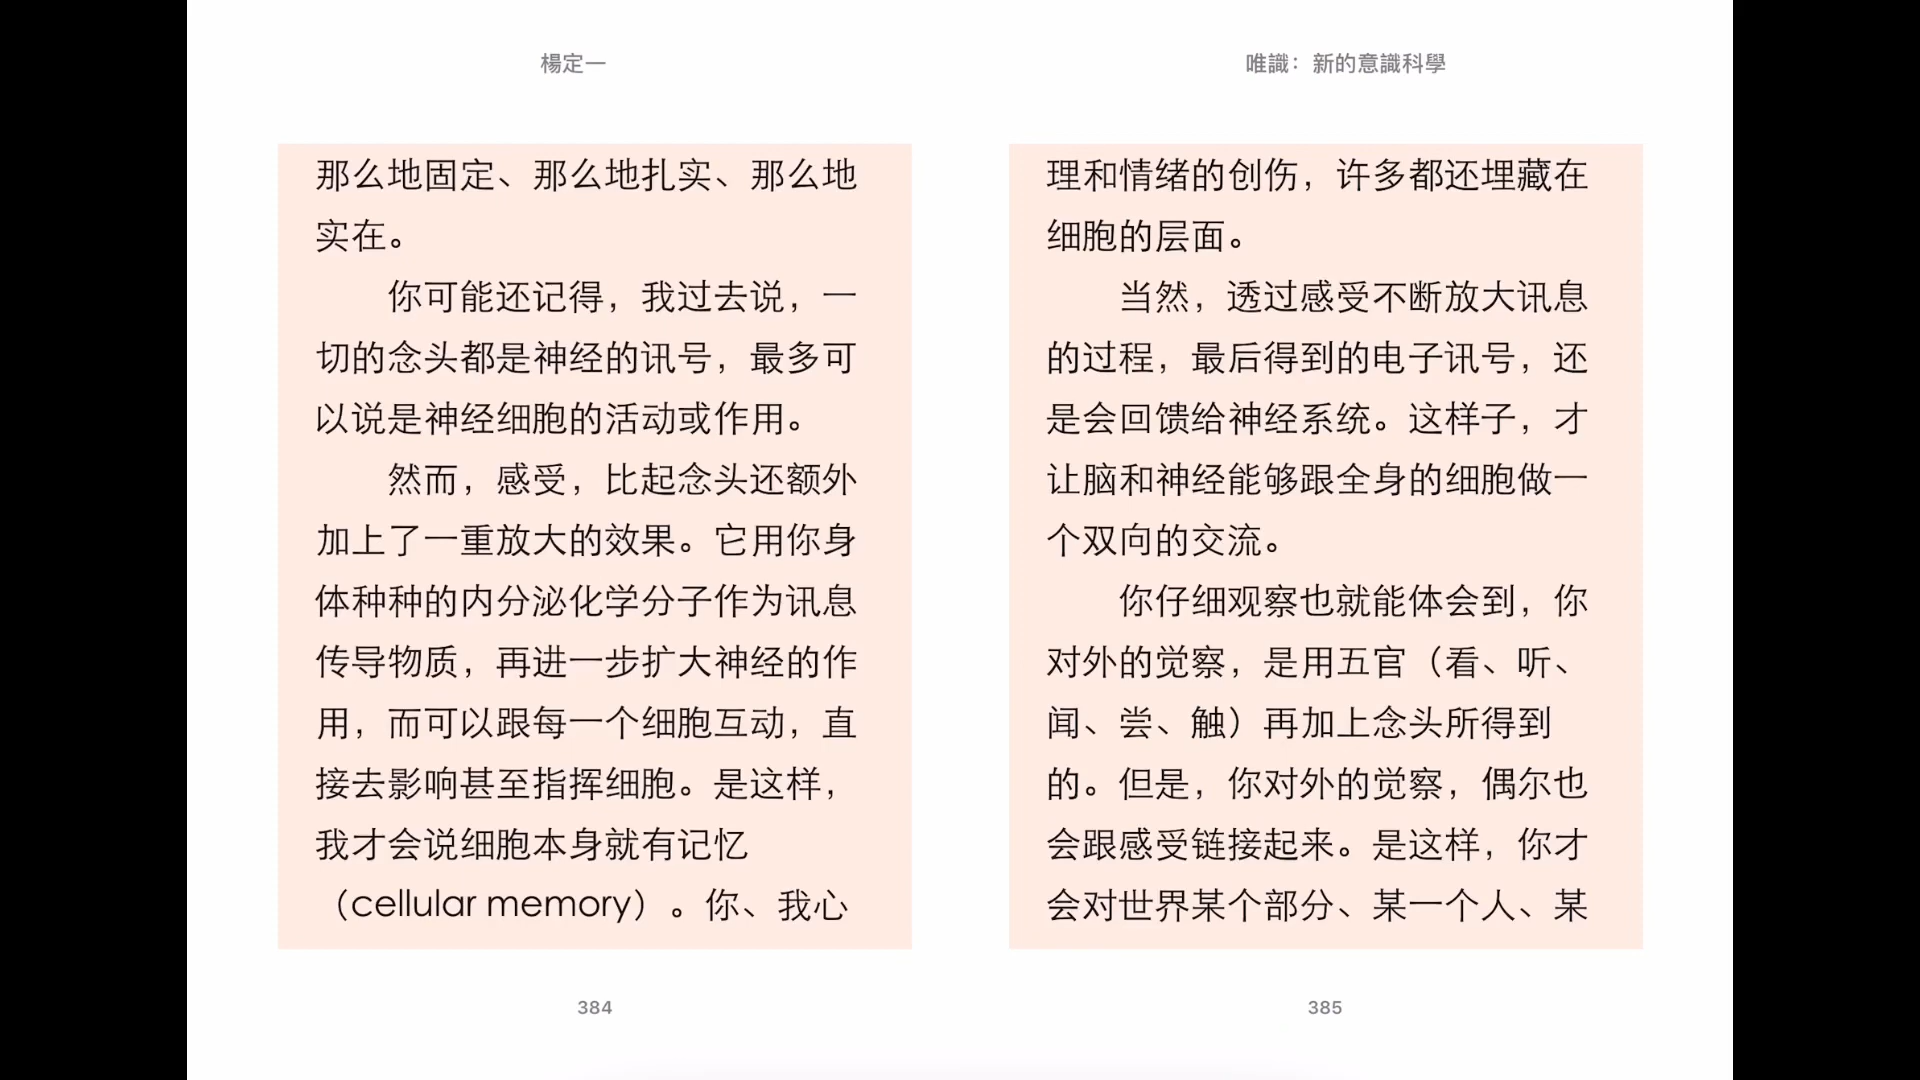 楊定一
那么地固定、那么地扎实、那么地
实在。
你可能还记得，我过去说，一
切的念头都是神经的讯号，最多可
以说是神经细胞的活动或作用。
然而，感受，比起念头还额外
加上了一重放大的效果。它用你身
体种种的内分泌化学分子作为讯息
传导物质，再进一步扩大神经的作
用，而可以跟每一个细胞互动，直
接去影响甚至指挥细胞。是这样，
我才会说细胞本身就有记忆
（cellular memory）。你、我心
384
唯識：新的意識科學
理和情绪的创伤，许多都还埋藏在
细胞的层面。
当然，透过感受不断放大讯息
的过程，最后得到的电子讯号，还
是会回馈给神经系统。这样子，才
让脑和神经能够跟全身的细胞做一
个双向的交流。
你仔细观察也就能体会到，你
对外的觉察，是用五官（看、听、
闻、尝、触）再加上念头所得到
的。但是，你对外的觉察，偶尔也
会跟感受链接起来。是这样，你才
会对世界某个部分、某一个人、某
385